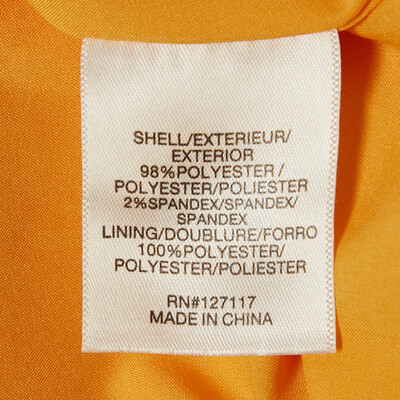 SHELL/EXTERIEUR/
EXTERIOR
98%POLYESTER /
POLYESTER/POLIESTER
2%SPANDEX/SPANDEX/
SPANDEX
LINING/DOUBLURE/FORRO
100%POLYESTER/
POLYESTER/POLIESTER
RN#127117
MADE IN CHINA